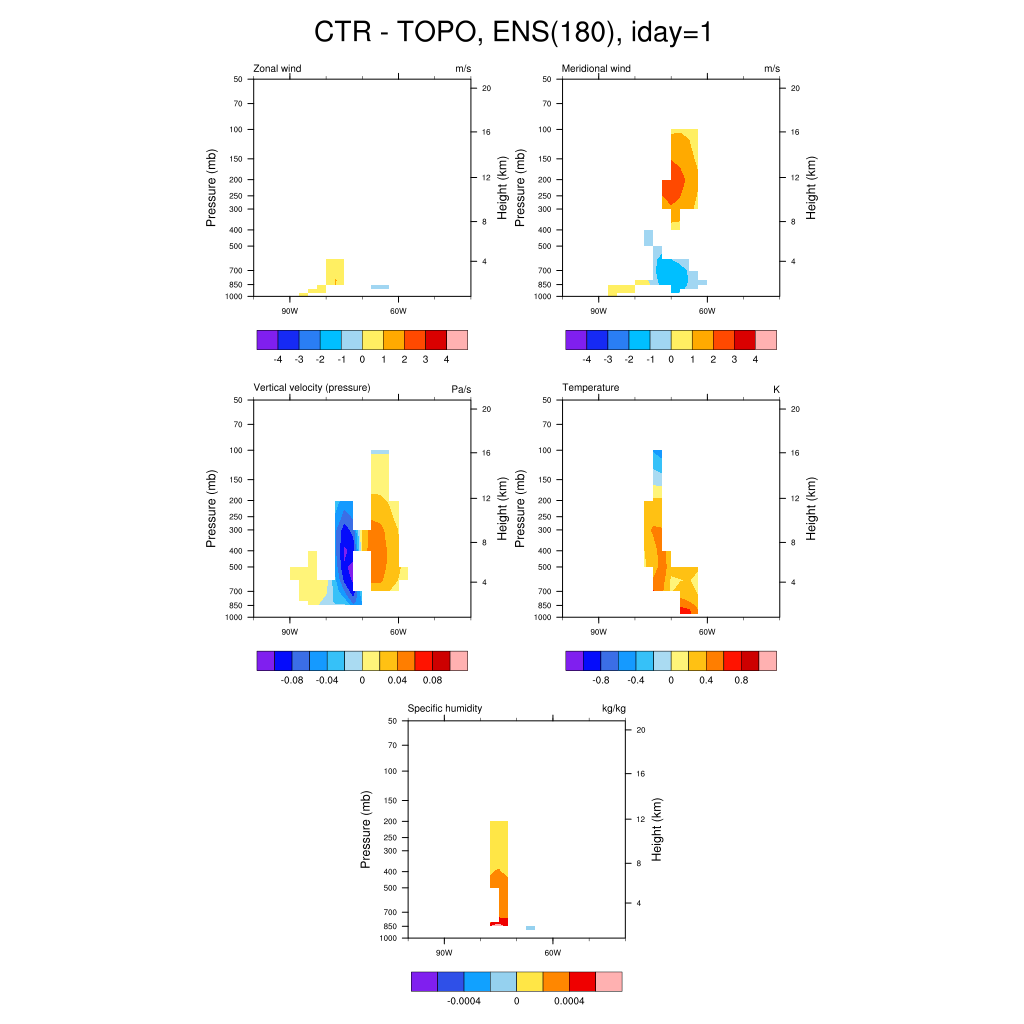 CTR - TOPO, ENS(180), iday=1
Zonal wind m/s
50 70 100 150 200 250 300 400 500 700 850 1000
Pressure (mb)
20 16 12 8 4
Height (km)
90W 60W
-4 -3 -2 -1 0 1 2 3 4
Meridional wind m/s
50 70 100 150 200 250 300 400 500 700 850 1000
Pressure (mb)
20 16 12 8 4
Height (km)
90W 60W
-4 -3 -2 -1 0 1 2 3 4
Vertical velocity (pressure) Pa/s
50 70 100 150 200 250 300 400 500 700 850 1000
Pressure (mb)
20 16 12 8 4
Height (km)
90W 60W
-0.08 -0.04 0 0.04 0.08
Temperature K
50 70 100 150 200 250 300 400 500 700 850 1000
Pressure (mb)
20 16 12 8 4
Height (km)
90W 60W
-0.8 -0.4 0 0.4 0.8
Specific humidity kg/kg
50 70 100 150 200 250 300 400 500 700 850 1000
Pressure (mb)
20 16 12 8 4
Height (km)
90W 60W
-0.0004 0 0.0004